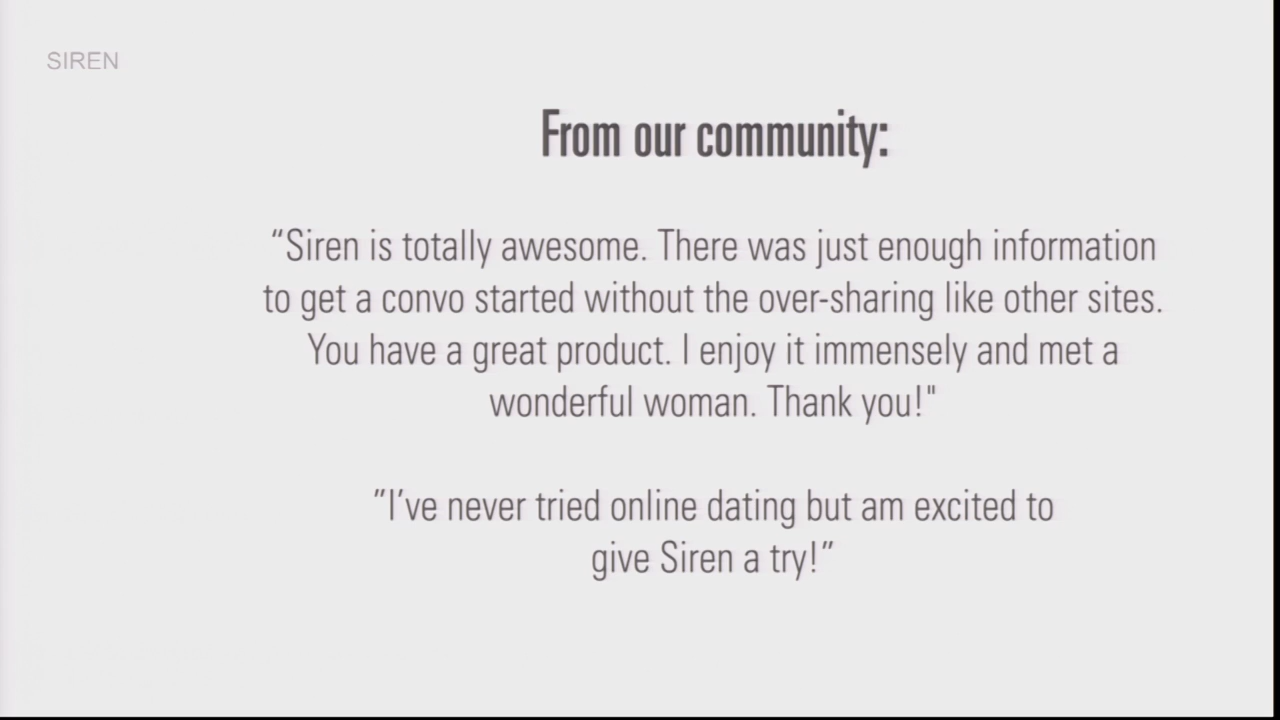 SIREN
From our community:
“Siren is totally awesome. There was just enough information
to get a convo started without the over-sharing like other sites.
You have a great product. I enjoy it immensely and met a
wonderful woman. Thank you!"
”I’ve never tried online dating but am excited to
give Siren a try!”